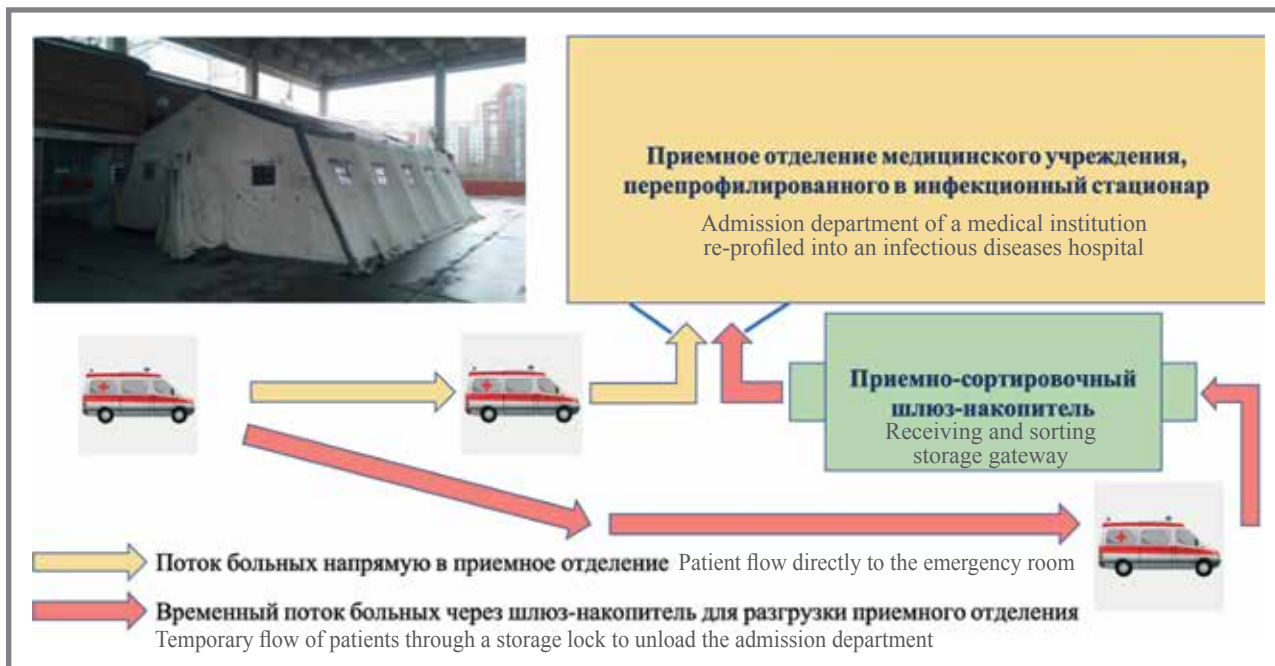 Приемное отделение медицинского учреждения,
перепрофилированного в инфекционный стационар
Admission department of a medical institution
re-profiled into an infectious diseases hospital
Приемно-сортировочный
шлюз-накопитель
Receiving and sorting
storage gateway
Поток больных напрямую в приемное отделение Patient flow directly to the emergency room
Временный поток больных через шлюз-накопитель для разгрузки приемного отделения
Temporary flow of patients through a storage lock to unload the admission department